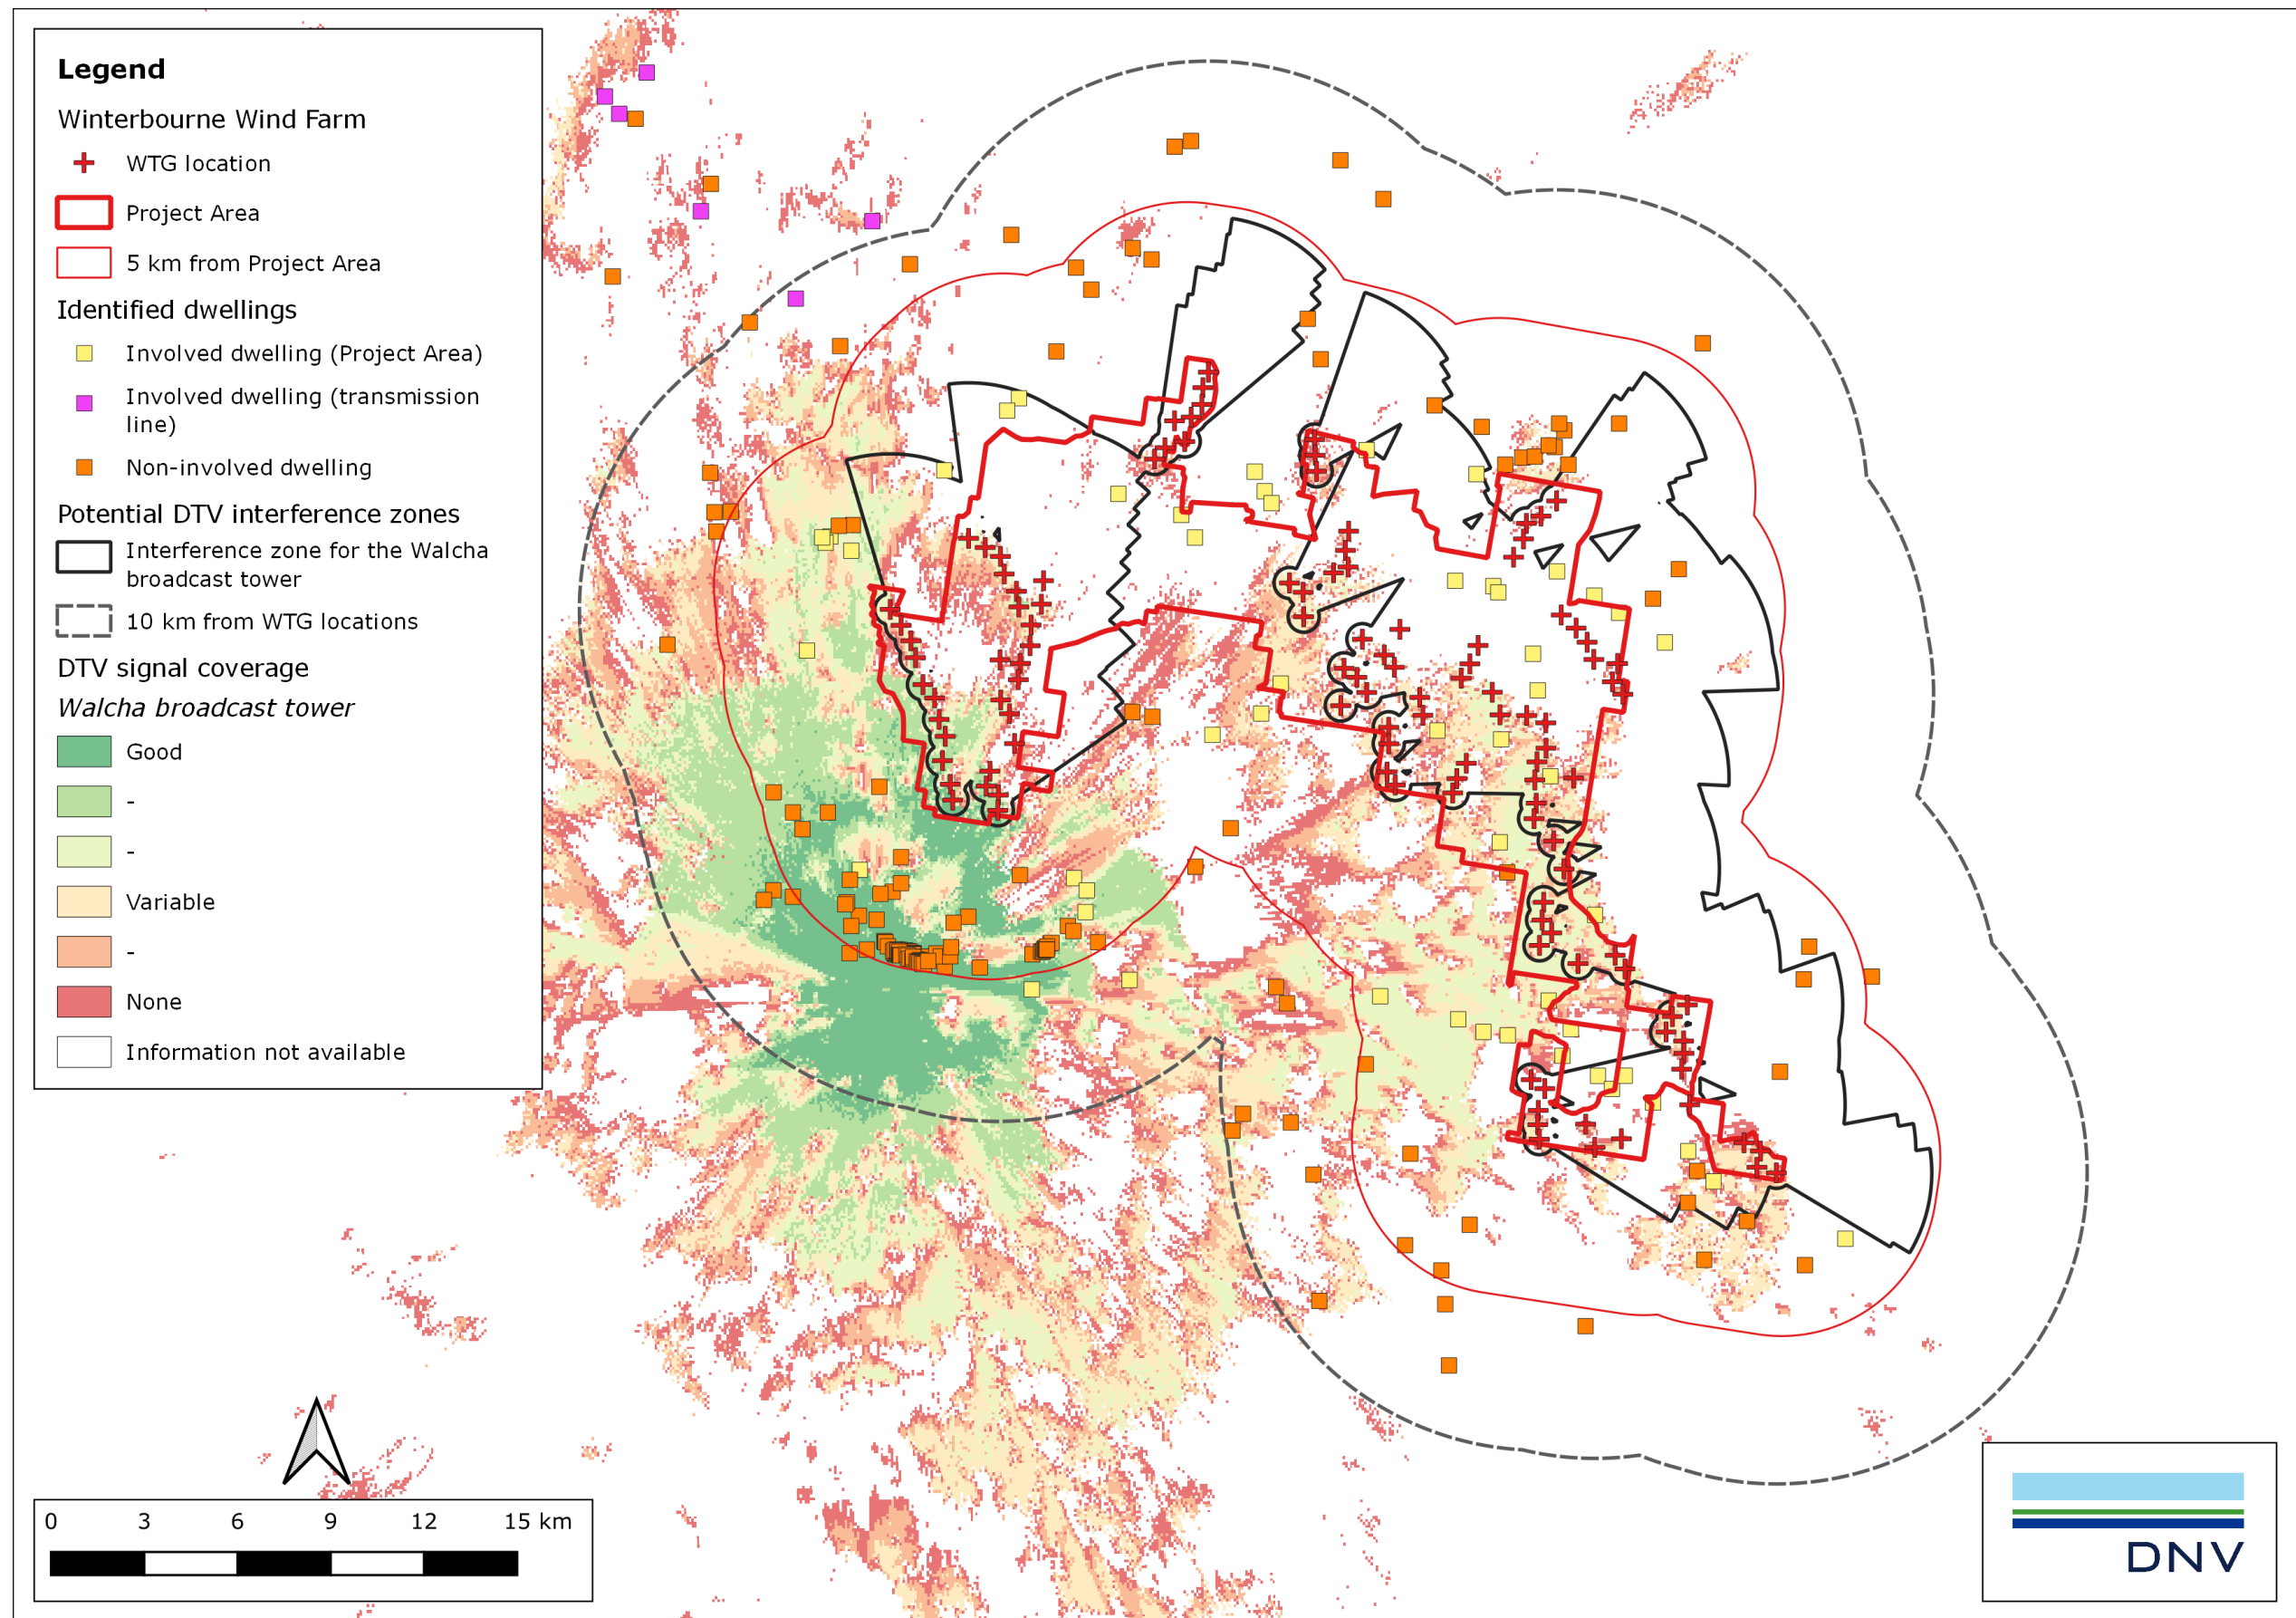 Legend
Winterbourne Wind Farm
WTG location
Project Area
5 km from Project Area
Identified dwellings
Involved dwelling (Project Area)
Involved dwelling (transmission
line)
Non-involved dwelling
Potential DTV interference zones
Interference zone for the Walcha
broadcast tower
10 km from WTG locations
DTV signal coverage
Walcha broadcast tower
Good
-
-
Variable
-
None
Information not available
0 3 6 9 12 15 km
DNV